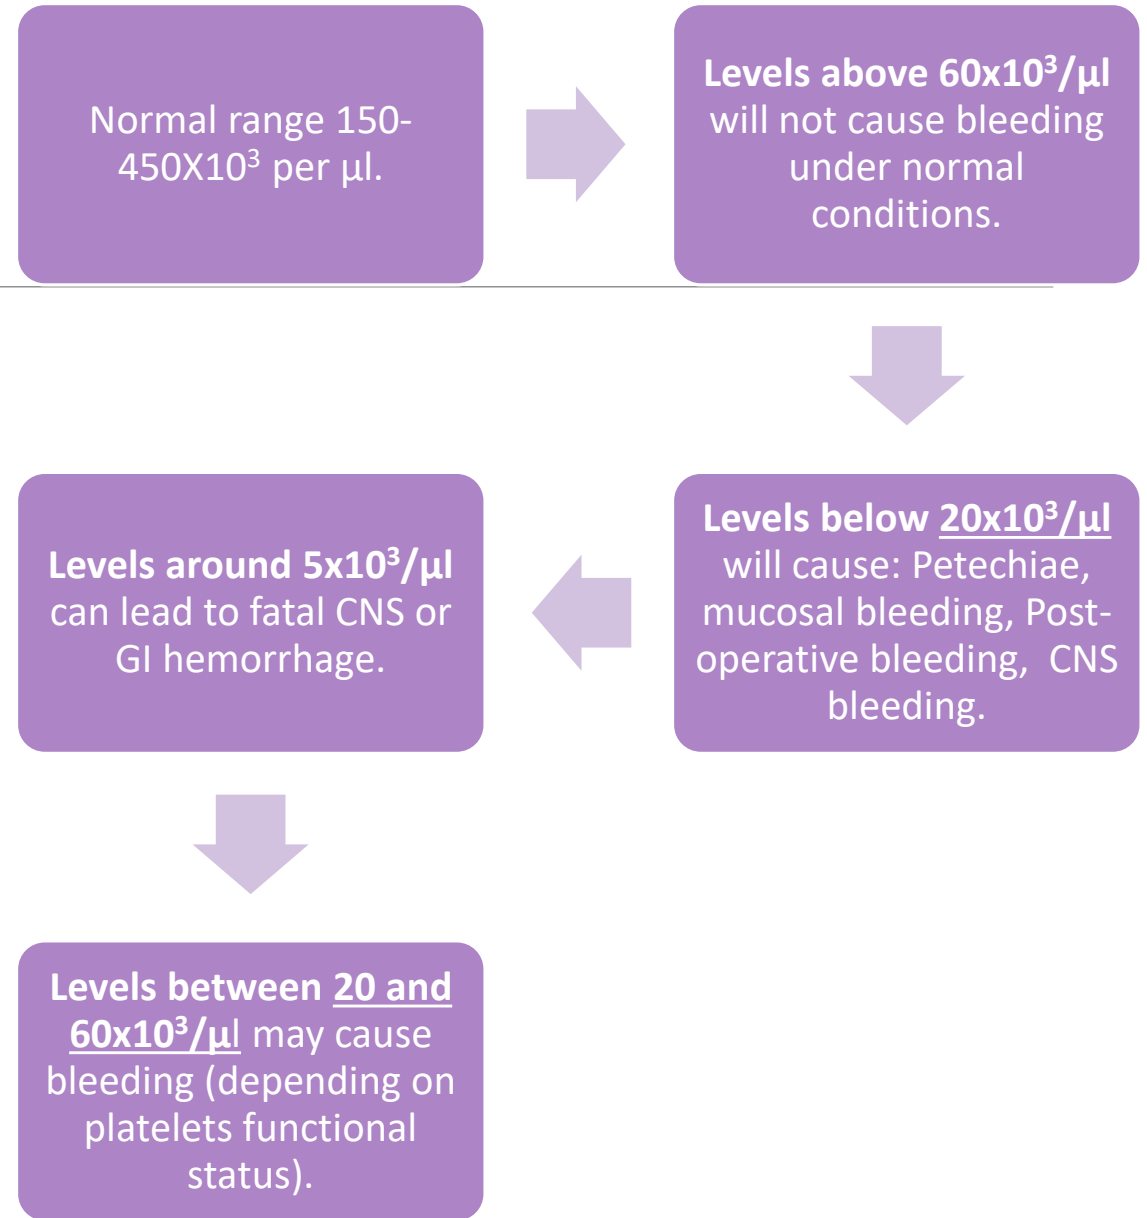 Normal range 150-
450X10³ per µl.
Levels above 60x10³/µl
will not cause bleeding
under normal
conditions.
Levels below 20x10³/µl
will cause: Petechiae,
mucosal bleeding, Post-
operative bleeding,  CNS
bleeding.
Levels around 5x10³/µl
can lead to fatal CNS or
GI hemorrhage.
Levels between 20 and
60x10³/µl may cause
bleeding (depending on
platelets functional
status).